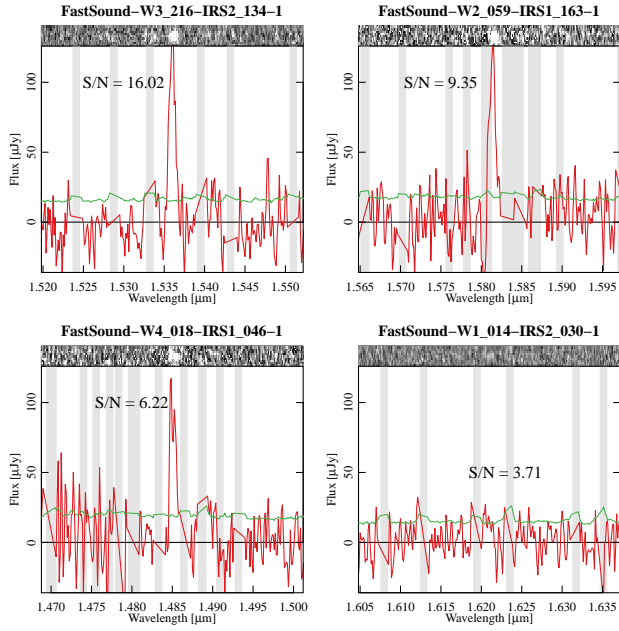 FastSound−W3_216−IRS2_134−1
FastSound−W2_059−IRS1_163−1
S/N = 16.02
S/N = 9.35
Flux [μJy]
0
50
100
Flux [μJy]
0
50
100
1.520 1.525 1.530 1.535 1.540 1.545 1.550
1.565 1.570 1.575 1.580 1.585 1.590 1.595
Wavelength [μm]
Wavelength [μm]
FastSound−W4_018−IRS1_046−1
FastSound−W1_014−IRS2_030−1
S/N = 6.22
S/N = 3.71
Flux [μJy]
0
50
100
Flux [μJy]
0
50
100
1.470 1.475 1.480 1.485 1.490 1.495 1.500
1.605 1.610 1.615 1.620 1.625 1.630 1.635
Wavelength [μm]
Wavelength [μm]